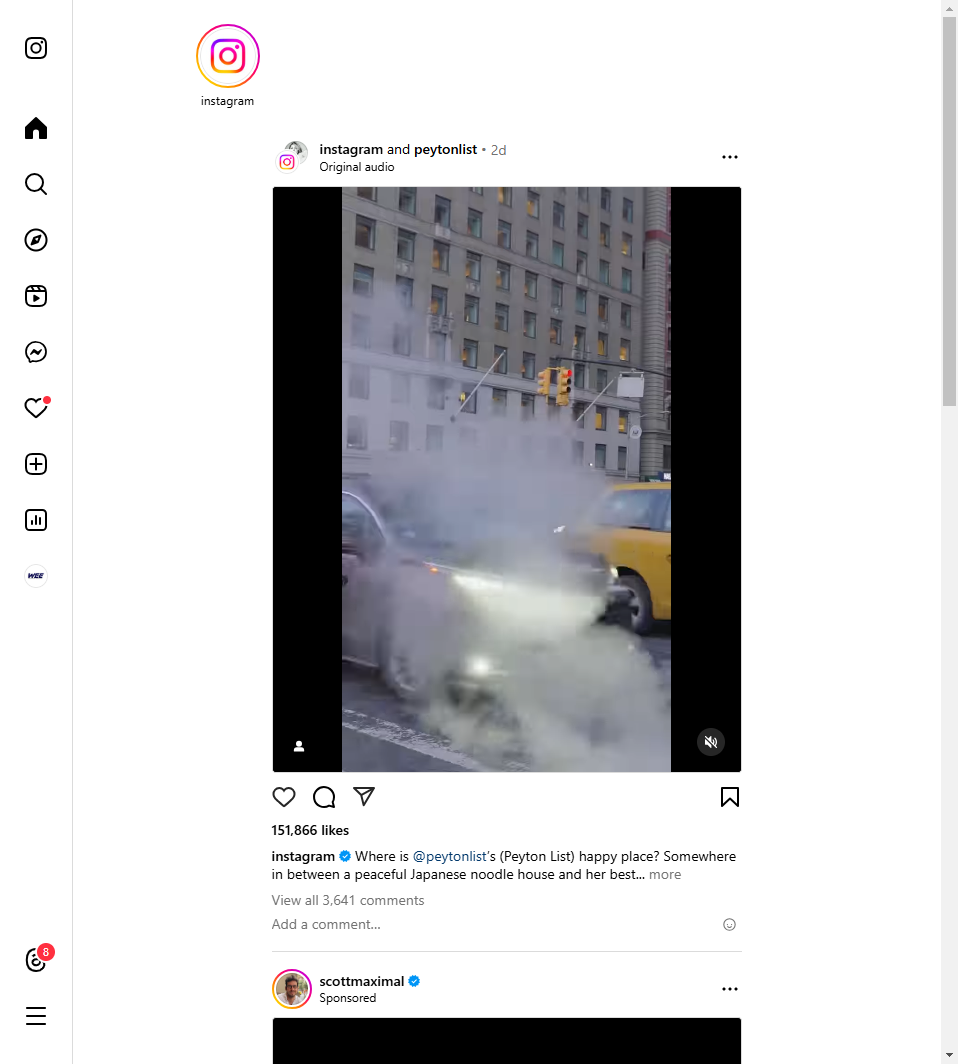 instagram
instagram and peytonlist • 2d
Original audio
151,866 likes
instagram Where is @peytonlist's (Peyton List) happy place? Somewhere
in between a peaceful Japanese noodle house and her best... more
View all 3,641 comments
Add a comment...
scottmaximal
Sponsored
WEE
8